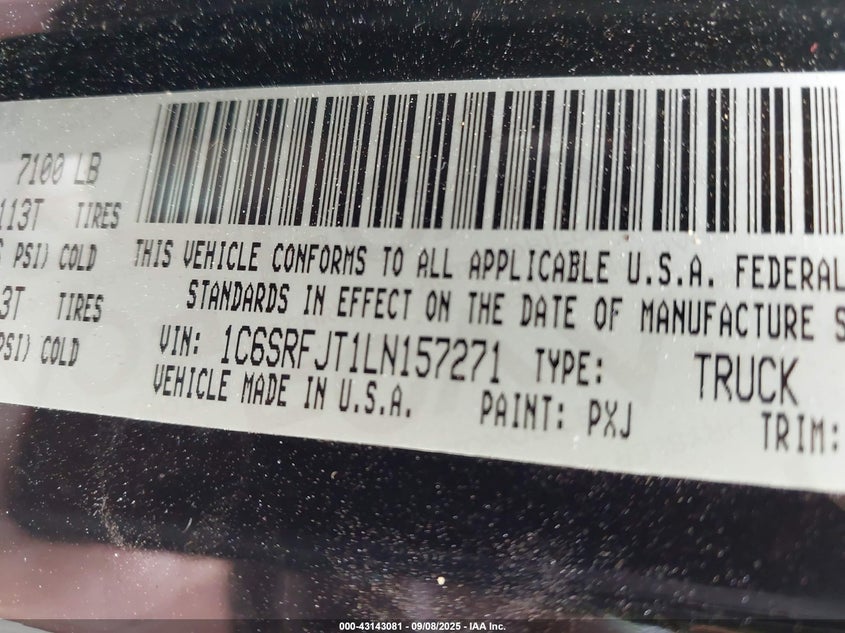 7100 LB
113T TIRES
PSI) COLD
3T TIRES
PSI) COLD
THIS VEHICLE CONFORMS TO ALL APPLICABLE U.S.A. FEDERAL
STANDARDS IN EFFECT ON THE DATE OF MANUFACTURE S
VIN: 1C6SRFJT1LN157271 TYPE: TRUCK
VEHICLE MADE IN U.S.A. PAINT: PXJ TRIM:
000-43143081 - 09/08/2025 - IAA Inc.